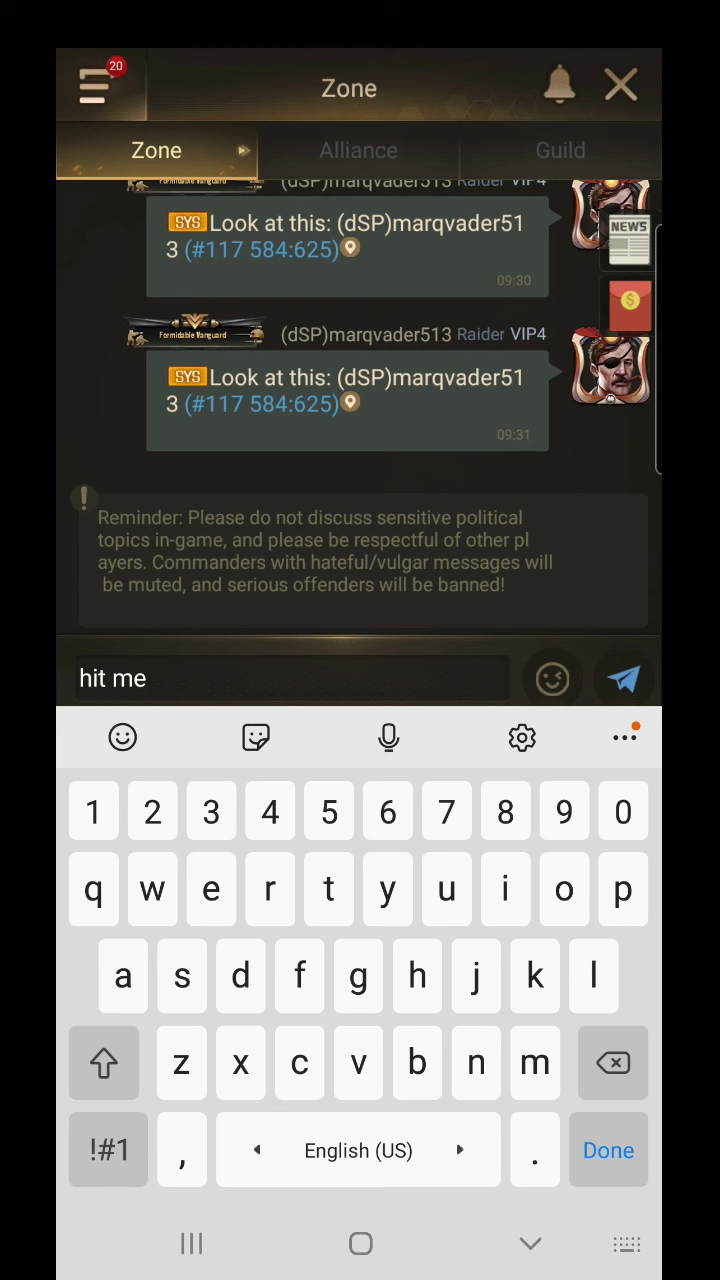 20
Zone
Zone
Alliance
Guild
Formidable Vanguard
(dSP)marqvader513 Raider VIP4
SYS Look at this: (dSP)marqvader51
3 (#117 584:625)
09:30
NEWS
$
Formidable Vanguard
(dSP)marqvader513 Raider VIP4
SYS Look at this: (dSP)marqvader51
3 (#117 584:625)
09:31
!
Reminder: Please do not discuss sensitive political
topics in-game, and please be respectful of other pl
ayers. Commanders with hateful/vulgar messages will
be muted, and serious offenders will be banned!
hit me
1 2 3 4 5 6 7 8 9 0
q w e r t y u i o p
a s d f g h j k l
z x c v b n m
!#1 , English (US) . Done